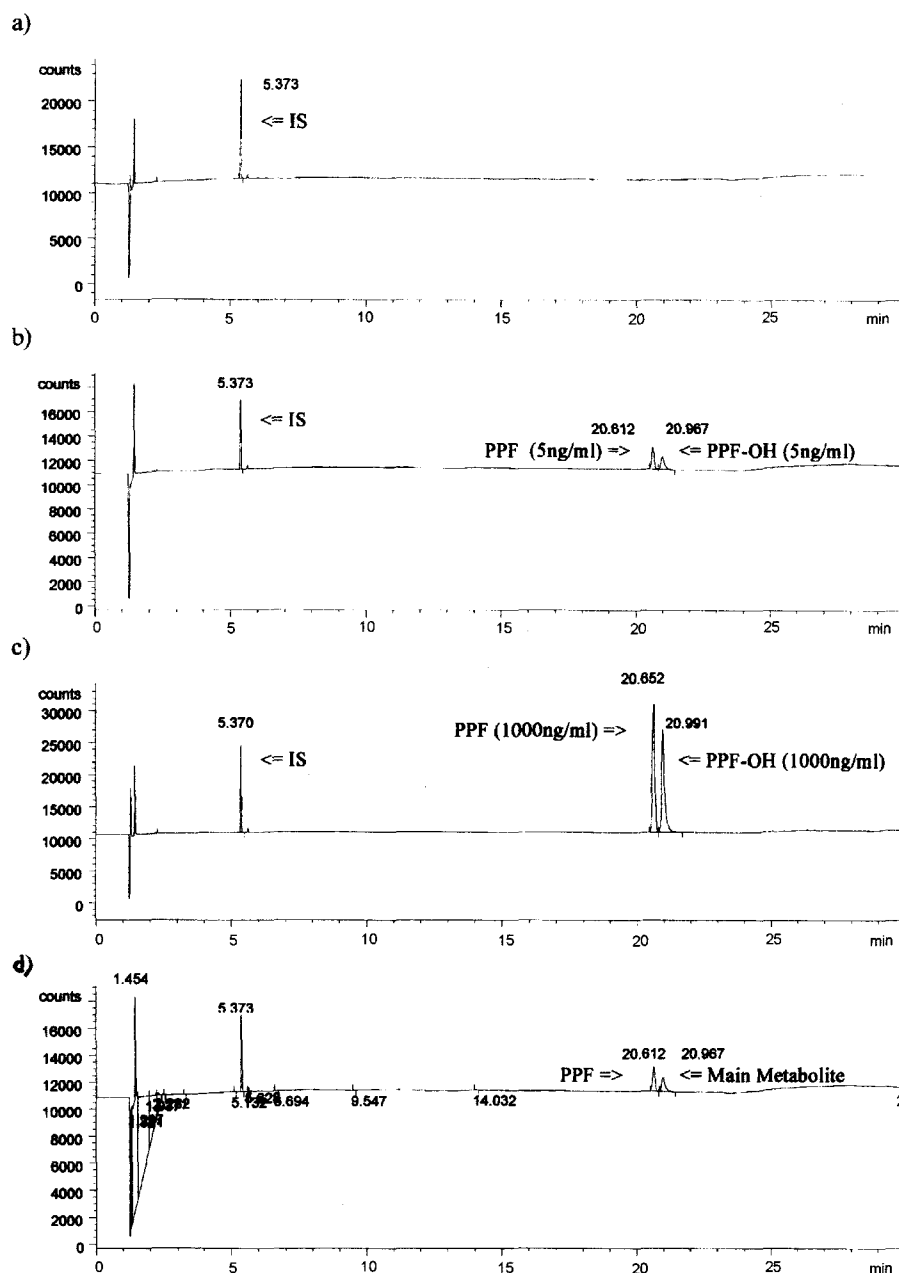 a)
counts
20000
15000
10000
5000
0
5.373
<= IS
0 5 10 15 20 25 min
b)
counts
16000
14000
12000
10000
8000
6000
4000
2000
0
5.373
<= IS
20.612 20.967
PPF (5ng/ml) => <= PPF-OH (5ng/ml)
0 5 10 15 20 25 min
c)
counts
30000
25000
20000
15000
10000
5000
0
5.370
<= IS
20.652
PPF (1000ng/ml) => 20.991
<= PPF-OH (1000ng/ml)
0 5 10 15 20 25 min
d)
1.454
counts
16000
14000
12000
10000
8000
6000
4000
2000
0
5.373
20.612 20.967
PPF => <= Main Metabolite
5.132 6.694 9.547 14.032 2
0 5 10 15 20 25 min